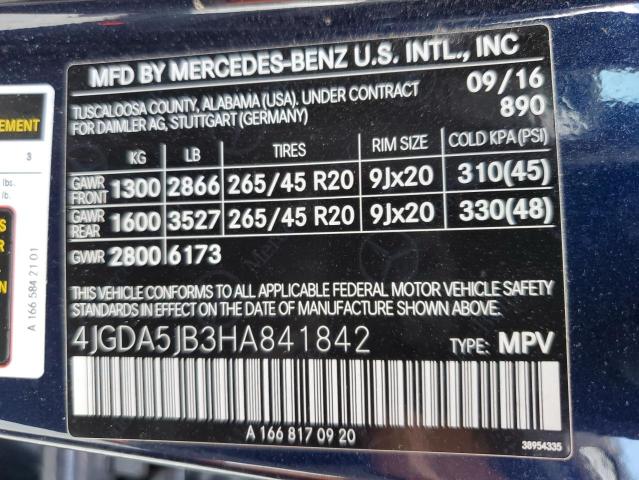 MFD BY MERCEDES-BENZ U.S. INTL., INC
TUSCALOOSA COUNTY, ALABAMA (USA). UNDER CONTRACT 09/16
FOR DAIMLER AG, STUTTGART (GERMANY) 890
KG LB TIRES RIM SIZE COLD KPA (PSI)
GAWR FRONT 1300 2866 265/45 R20 9Jx20 310(45)
GAWR REAR 1600 3527 265/45 R20 9Jx20 330(48)
GVWR 2800 6173
THIS VEHICLE CONFORMS TO ALL APPLICABLE FEDERAL MOTOR VEHICLE SAFETY
STANDARDS IN EFFECT ON THE DATE OF MANUFACTURE SHOWN ABOVE.
4JGDA5JB3HA841842 TYPE: MPV
A 166 817 09 20
38954335
EMENT
3
lbs.
A 166 584 21 01